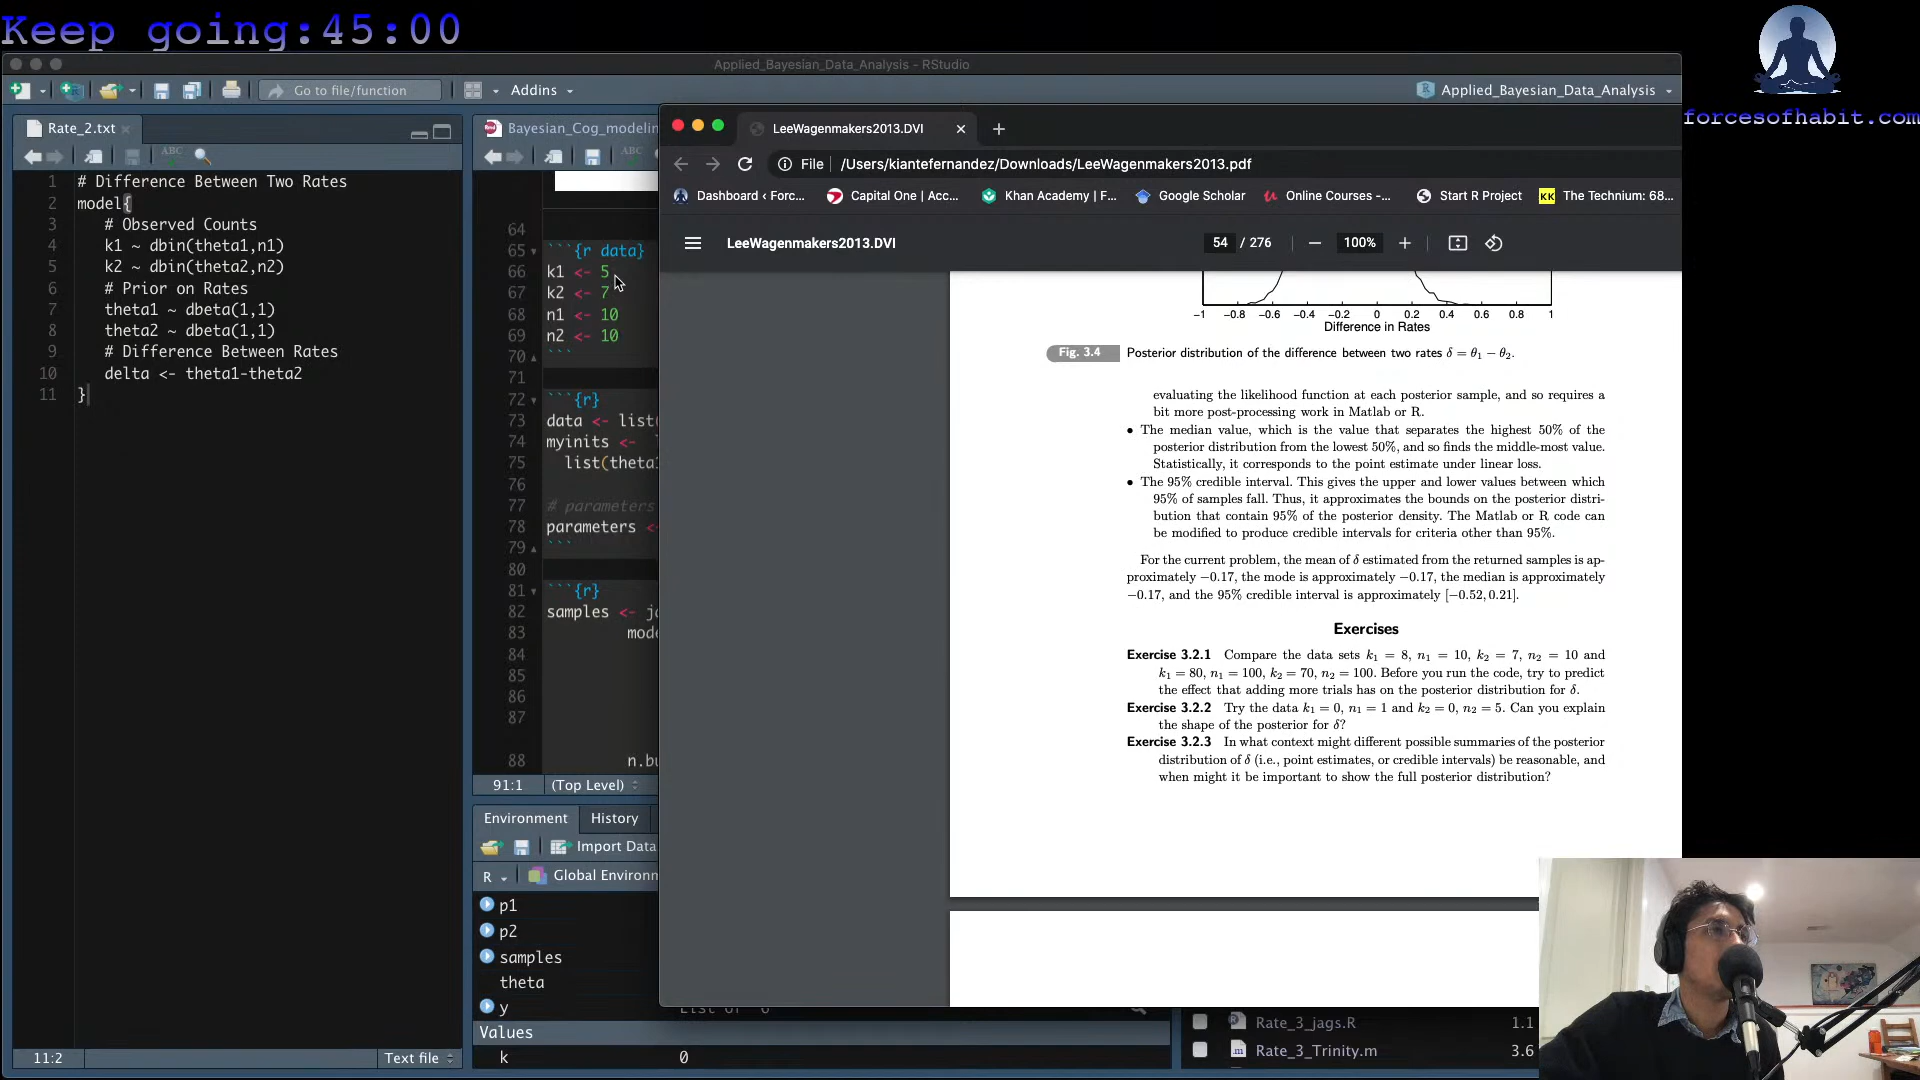 Keep going:45:00
forcesofhabit.com
Applied_Bayesian_Data_Analysis - RStudio
Go to file/function
Addins
Applied_Bayesian_Data_Analysis
Rate_2.txt
ABC
1 # Difference Between Two Rates
2 model{
3 # Observed Counts
4 k1 ~ dbin(theta1,n1)
5 k2 ~ dbin(theta2,n2)
6 # Prior on Rates
7 theta1 ~ dbeta(1,1)
8 theta2 ~ dbeta(1,1)
9 # Difference Between Rates
10 delta <- theta1-theta2
11 }
11:2
Text file
Bayesian_Cog_modelin
ABC
64
65 ```{r data}
66 k1 <- 5
67 k2 <- 7
68 n1 <- 10
69 n2 <- 10
70 ```
71
72 ```{r}
73 data <- list(
74 myinits <- l
75 list(theta1
76
77 # parameters
78 parameters <-
79 ```
80
81 ```{r}
82 samples <- ja
83 mode
84
85
86
87
88 n.bu
91:1
(Top Level)
Environment
History
Import Data
R
Global Environm
p1
p2
samples
theta
y
Values
k 0
LeeWagenmakers2013.DVI
File /Users/kiantefernandez/Downloads/LeeWagenmakers2013.pdf
Dashboard ‹ Forc...
Capital One | Acc...
Khan Academy | F...
Google Scholar
Online Courses -...
Start R Project
KK The Technium: 68...
LeeWagenmakers2013.DVI
54 / 276
100%
−1 −0.8 −0.6 −0.4 −0.2 0 0.2 0.4 0.6 0.8 1
Difference in Rates
Fig. 3.4 Posterior distribution of the difference between two rates δ = θ₁ − θ₂.
evaluating the likelihood function at each posterior sample, and so requires a
bit more post-processing work in Matlab or R.
• The median value, which is the value that separates the highest 50% of the
posterior distribution from the lowest 50%, and so finds the middle-most value.
Statistically, it corresponds to the point estimate under linear loss.
• The 95% credible interval. This gives the upper and lower values between which
95% of samples fall. Thus, it approximates the bounds on the posterior distri-
bution that contain 95% of the posterior density. The Matlab or R code can
be modified to produce credible intervals for criteria other than 95%.
For the current problem, the mean of δ estimated from the returned samples is ap-
proximately −0.17, the mode is approximately −0.17, the median is approximately
−0.17, and the 95% credible interval is approximately [−0.52, 0.21].
Exercises
Exercise 3.2.1 Compare the data sets k₁ = 8, n₁ = 10, k₂ = 7, n₂ = 10 and
k₁ = 80, n₁ = 100, k₂ = 70, n₂ = 100. Before you run the code, try to predict
the effect that adding more trials has on the posterior distribution for δ.
Exercise 3.2.2 Try the data k₁ = 0, n₁ = 1 and k₂ = 0, n₂ = 5. Can you explain
the shape of the posterior for δ?
Exercise 3.2.3 In what context might different possible summaries of the posterior
distribution of δ (i.e., point estimates, or credible intervals) be reasonable, and
when might it be important to show the full posterior distribution?
Rate_3_jags.R 1.1
Rate_3_Trinity.m 3.6